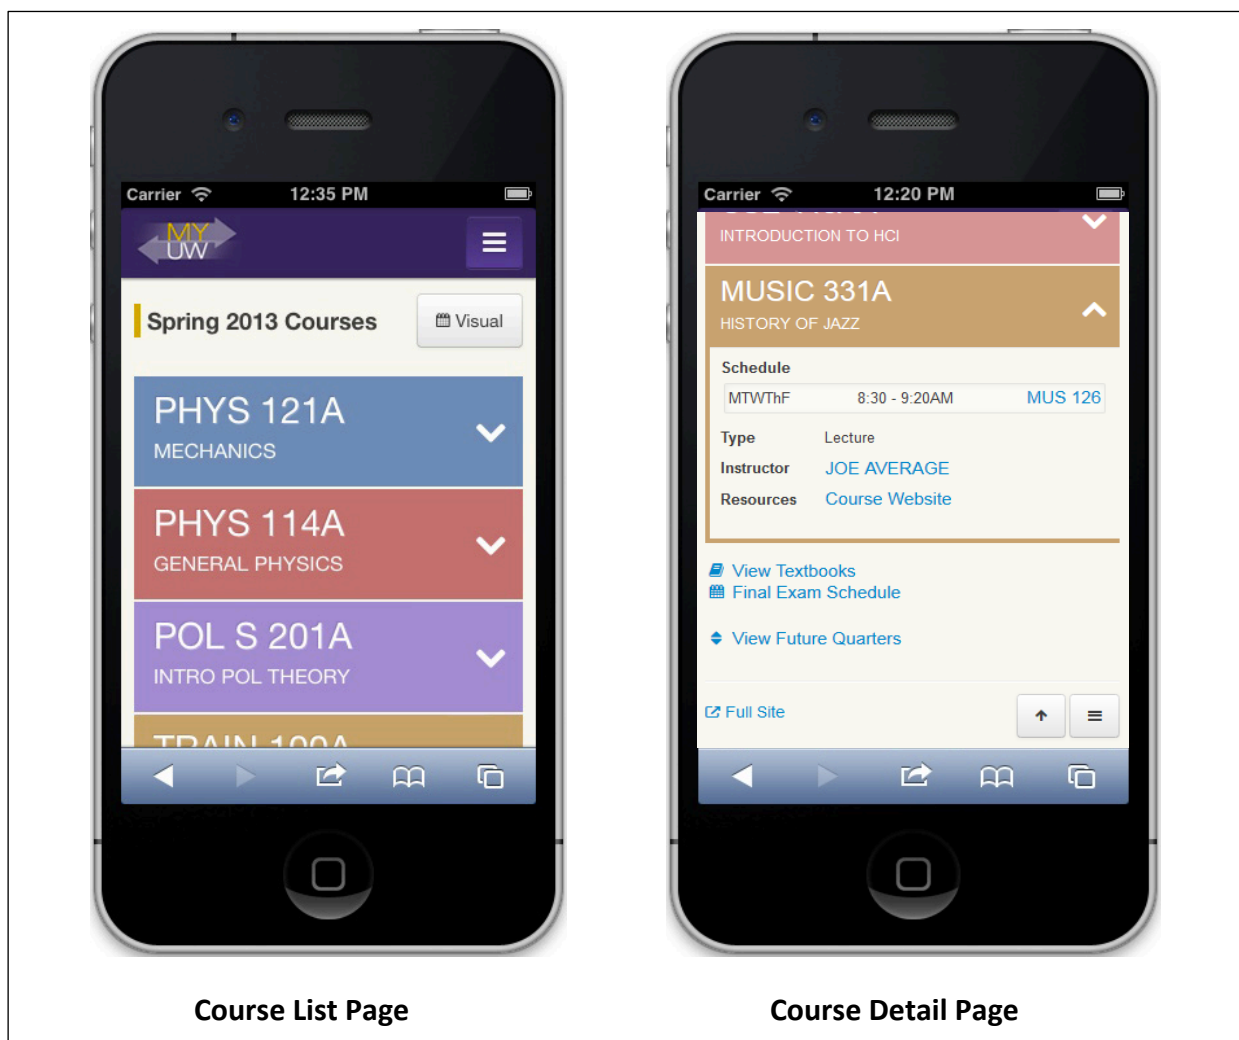 Carrier 12:35 PM
MY
UW
Spring 2013 Courses Visual
PHYS 121A
MECHANICS
PHYS 114A
GENERAL PHYSICS
POL S 201A
INTRO POL THEORY
TRAIN 100A
Course List Page
Carrier 12:20 PM
INTRODUCTION TO HCI
MUSIC 331A
HISTORY OF JAZZ
Schedule
MTWThF 8:30 - 9:20AM MUS 126
Type Lecture
Instructor JOE AVERAGE
Resources Course Website
View Textbooks
Final Exam Schedule
View Future Quarters
Full Site
Course Detail Page